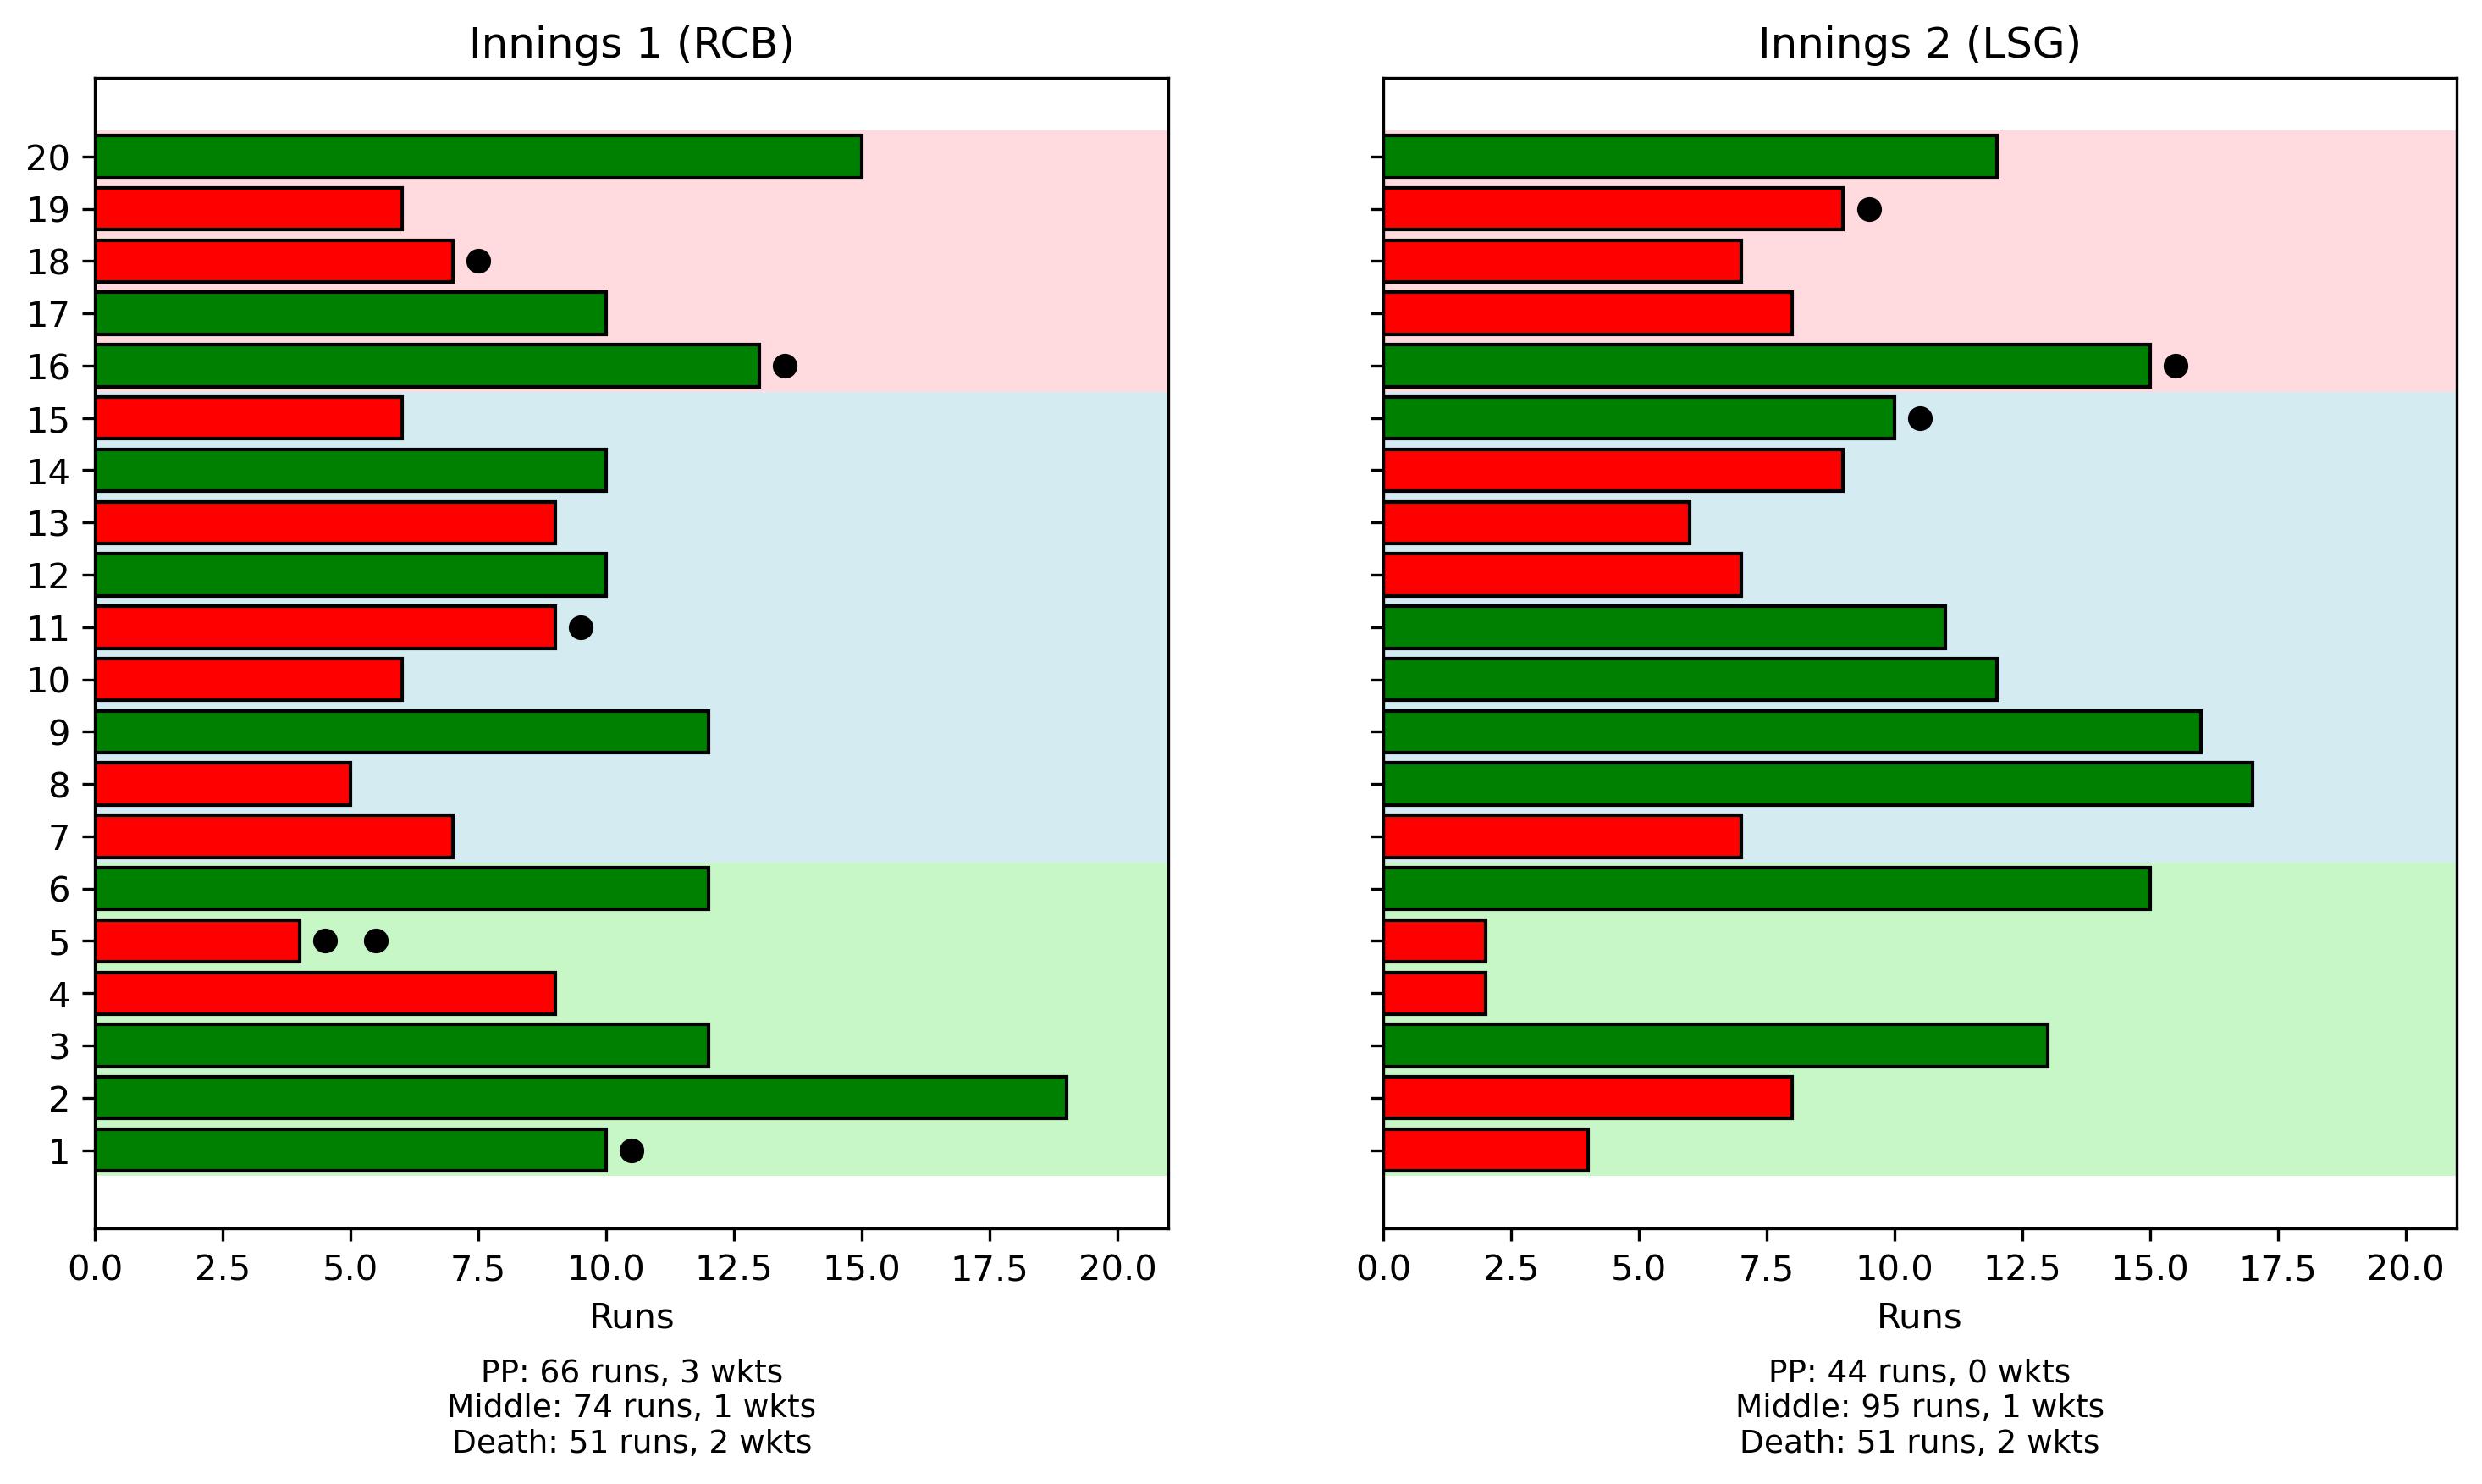 Innings 1 (RCB)
20
19
18
17
16
15
14
13
12
11
10
9
8
7
6
5
4
3
2
1
0.0 2.5 5.0 7.5 10.0 12.5 15.0 17.5 20.0
Runs
PP: 66 runs, 3 wkts
Middle: 74 runs, 1 wkts
Death: 51 runs, 2 wkts
Innings 2 (LSG)
0.0 2.5 5.0 7.5 10.0 12.5 15.0 17.5 20.0
Runs
PP: 44 runs, 0 wkts
Middle: 95 runs, 1 wkts
Death: 51 runs, 2 wkts